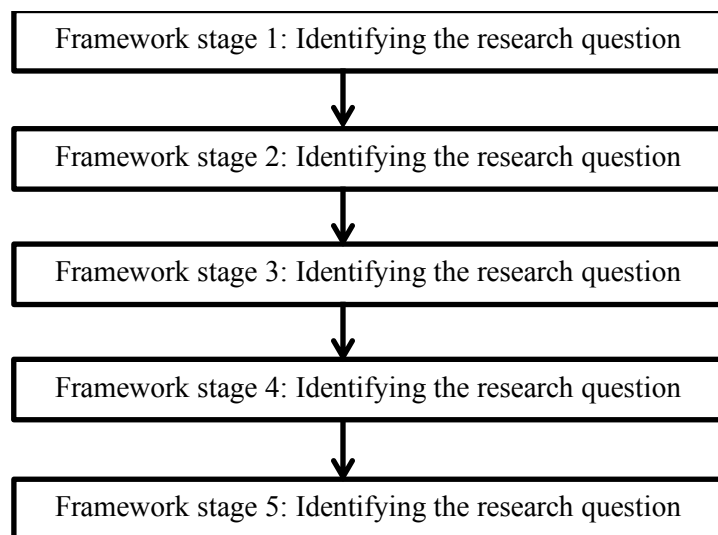 Framework stage 1: Identifying the research question
Framework stage 2: Identifying the research question
Framework stage 3: Identifying the research question
Framework stage 4: Identifying the research question
Framework stage 5: Identifying the research question